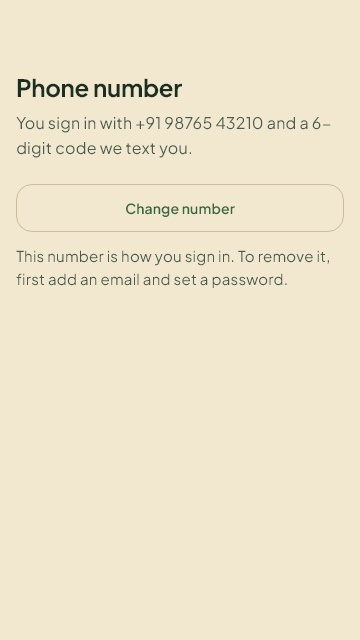 Phone number
You sign in with +91 98765 43210 and a 6-
digit code we text you.
Change number
This number is how you sign in. To remove it,
first add an email and set a password.